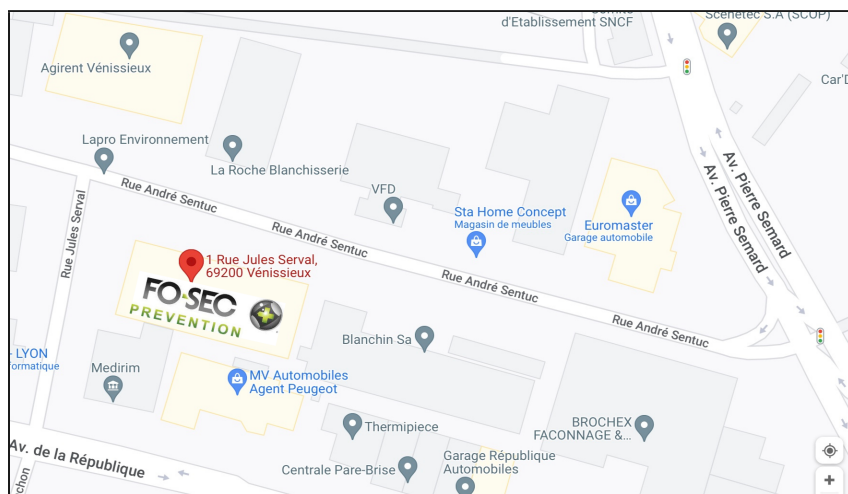 d'Etablissement SNCF
Scenetec S.A (SCOP)
Agirent Vénissieux
Car'D
Lapro Environnement
La Roche Blanchisserie
Rue André Sentuc
VFD
Av. Pierre Semard
Av. Pierre Semard
Rue Jules Serval
Sta Home Concept
Magasin de meubles
Euromaster
Garage automobile
Rue André Sentuc
1 Rue Jules Serval,
69200 Vénissieux
Rue André Sentuc
FO-SEC
PREVENTION
Rue André Sentuc
Blanchin Sa
- LYON
formatique
Medirim
MV Automobiles
Agent Peugeot
Thermipiece
BROCHEX
FACONNAGE &...
Av. de la République
Centrale Pare-Brise
Garage République
Automobiles
chon